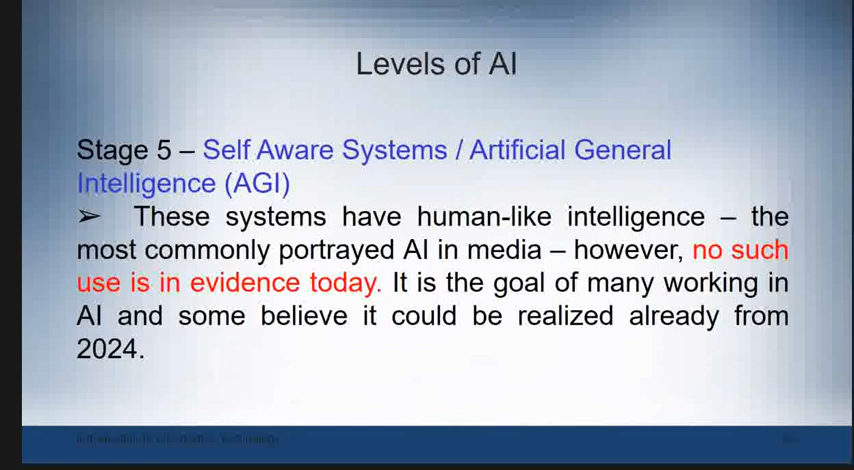 Levels of AI
Stage 5 – Self Aware Systems / Artificial General
Intelligence (AGI)
➢ These systems have human-like intelligence – the
most commonly portrayed AI in media – however, no such
use is in evidence today. It is the goal of many working in
AI and some believe it could be realized already from
2024.